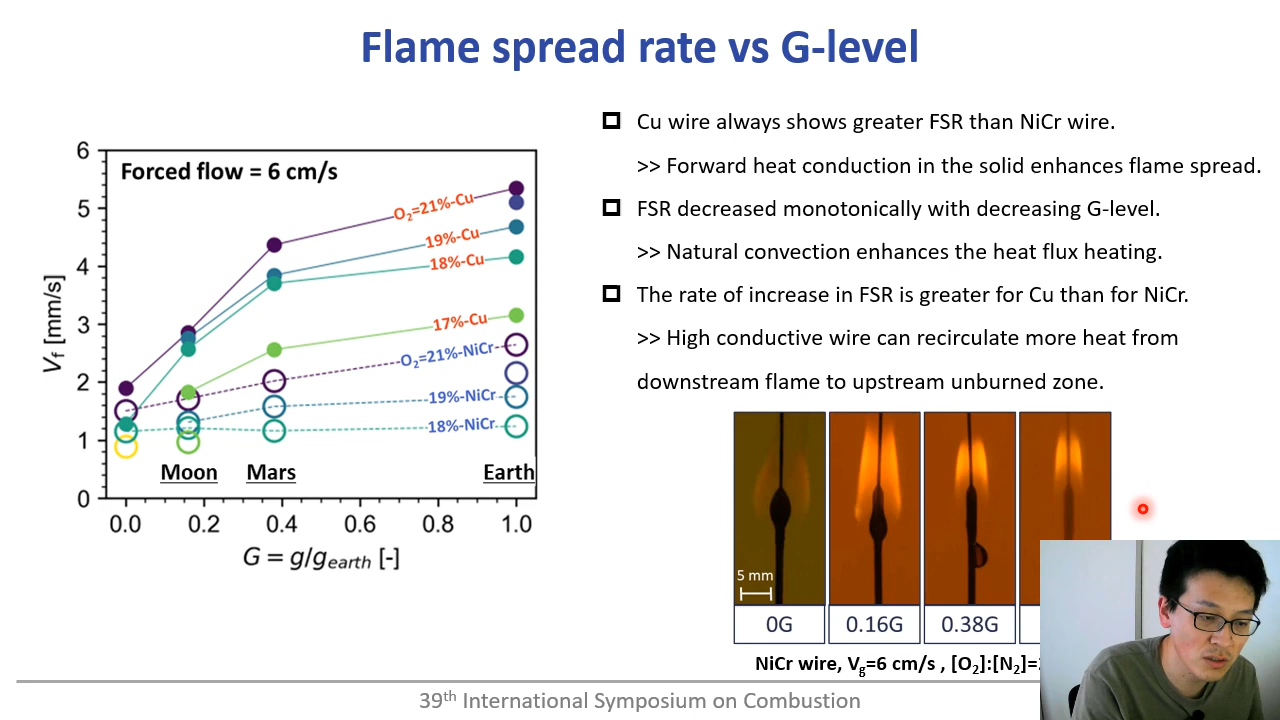 Flame spread rate vs G-level
Cu wire always shows greater FSR than NiCr wire.
>> Forward heat conduction in the solid enhances flame spread.
FSR decreased monotonically with decreasing G-level.
>> Natural convection enhances the heat flux heating.
The rate of increase in FSR is greater for Cu than for NiCr.
>> High conductive wire can recirculate more heat from
downstream flame to upstream unburned zone.
Forced flow = 6 cm/s
6
5
4
3
2
1
0
Vf [mm/s]
O₂=21%-Cu
19%-Cu
18%-Cu
17%-Cu
O₂=21%-NiCr
19%-NiCr
18%-NiCr
Moon Mars Earth
0.0 0.2 0.4 0.6 0.8 1.0
G = g/gearth [-]
5 mm
0G 0.16G 0.38G
NiCr wire, Vg=6 cm/s , [O₂]:[N₂]=
39th International Symposium on Combustion